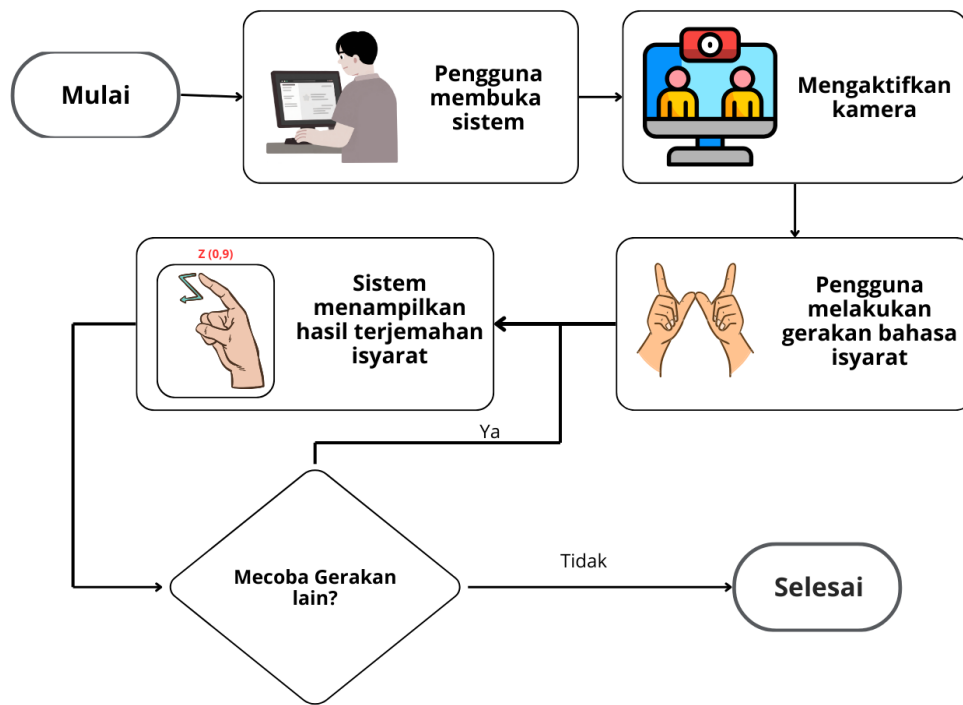 Mulai
Pengguna
membuka
sistem
Mengaktifkan
kamera
Z (0,9)
Sistem
menampilkan
hasil terjemahan
isyarat
Pengguna
melakukan
gerakan bahasa
isyarat
Ya
Mecoba Gerakan
lain?
Tidak
Selesai